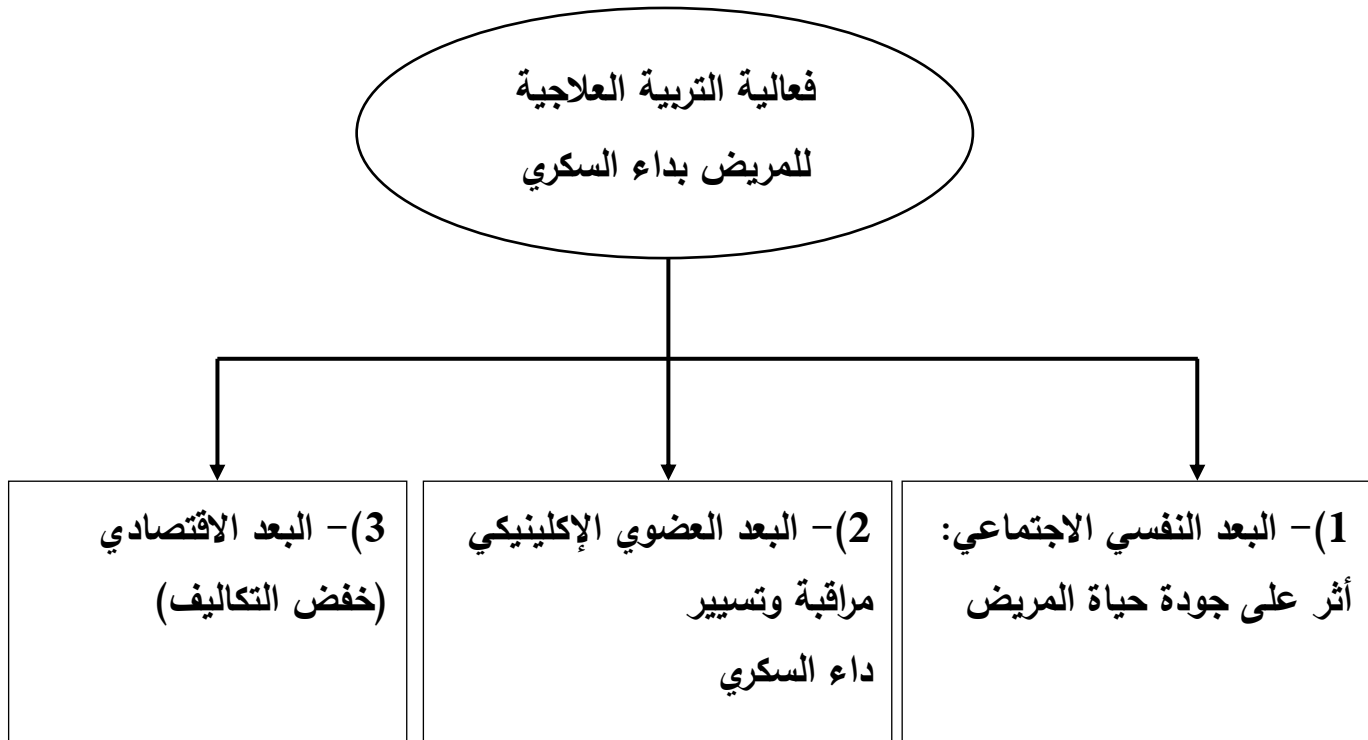 فعالية التربية العلاجية
للمريض بداء السكري
1)- البعد النفسي الاجتماعي:
أثر على جودة حياة المريض
2)- البعد العضوي الإكلينيكي
مراقبة وتسيير
داء السكري
3)- البعد الاقتصادي
(خفض التكاليف)